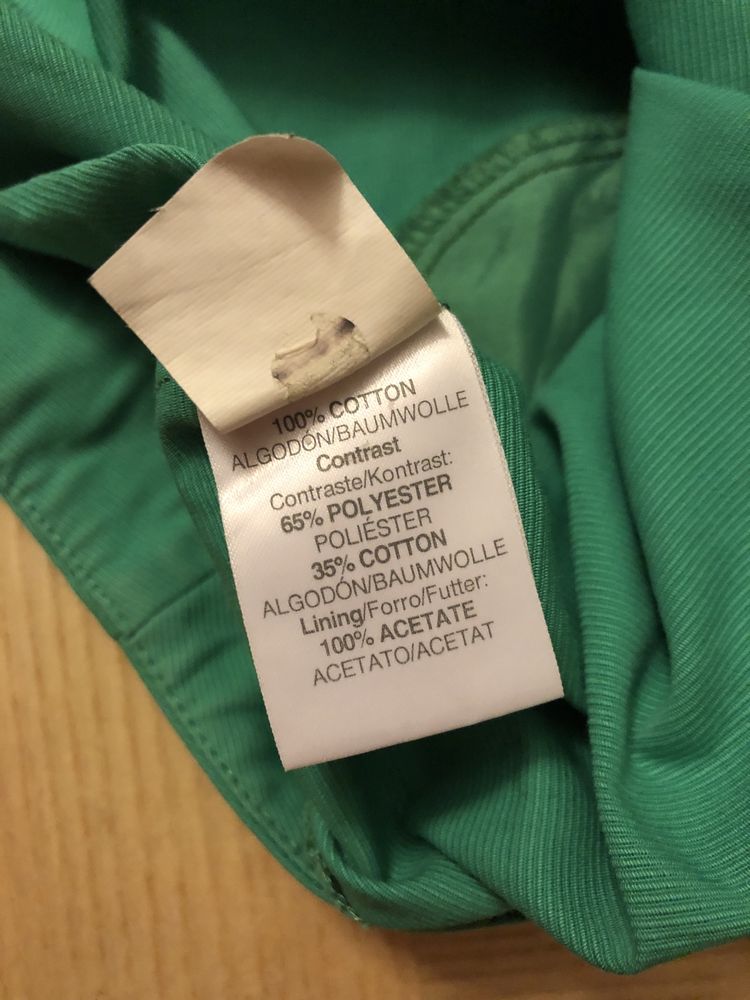 100% COTTON
ALGODÓN/BAUMWOLLE
Contrast
Contraste/Kontrast:
65% POLYESTER
POLIÉSTER
35% COTTON
ALGODÓN/BAUMWOLLE
Lining/Forro/Futter:
100% ACETATE
ACETATO/ACETAT